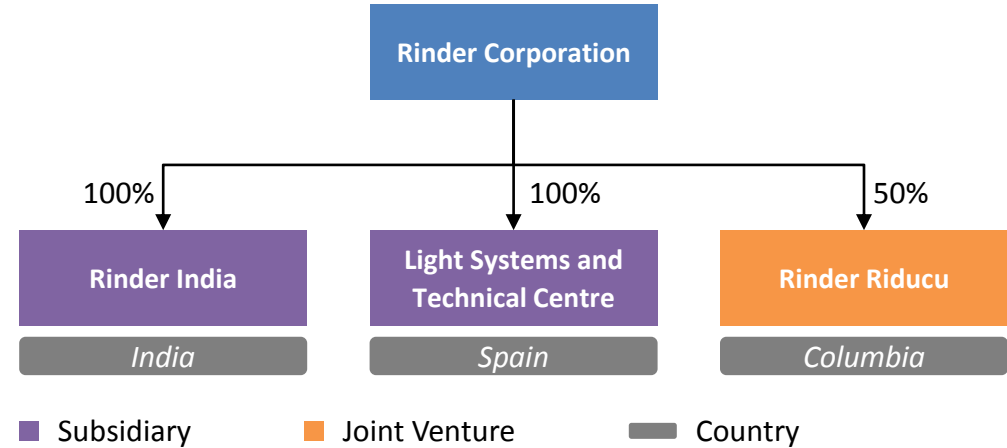 Rinder Corporation
100%
100%
50%
Rinder India
Light Systems and
Technical Centre
Rinder Riducu
India
Spain
Columbia
Subsidiary
Joint Venture
Country